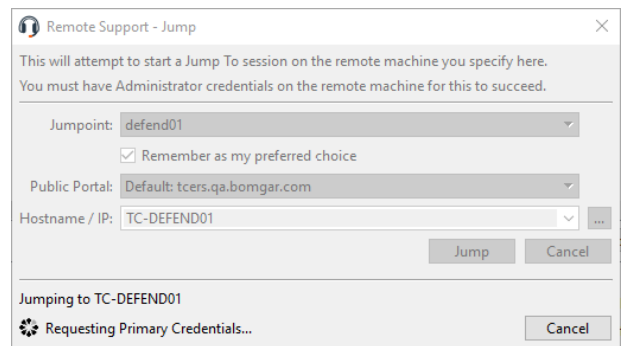 Remote Support - Jump
This will attempt to start a Jump To session on the remote machine you specify here.
You must have Administrator credentials on the remote machine for this to succeed.
Jumpoint: defend01
Remember as my preferred choice
Public Portal: Default: tcers.qa.bomgar.com
Hostname / IP: TC-DEFEND01 ...
Jump Cancel
Jumping to TC-DEFEND01
Requesting Primary Credentials... Cancel